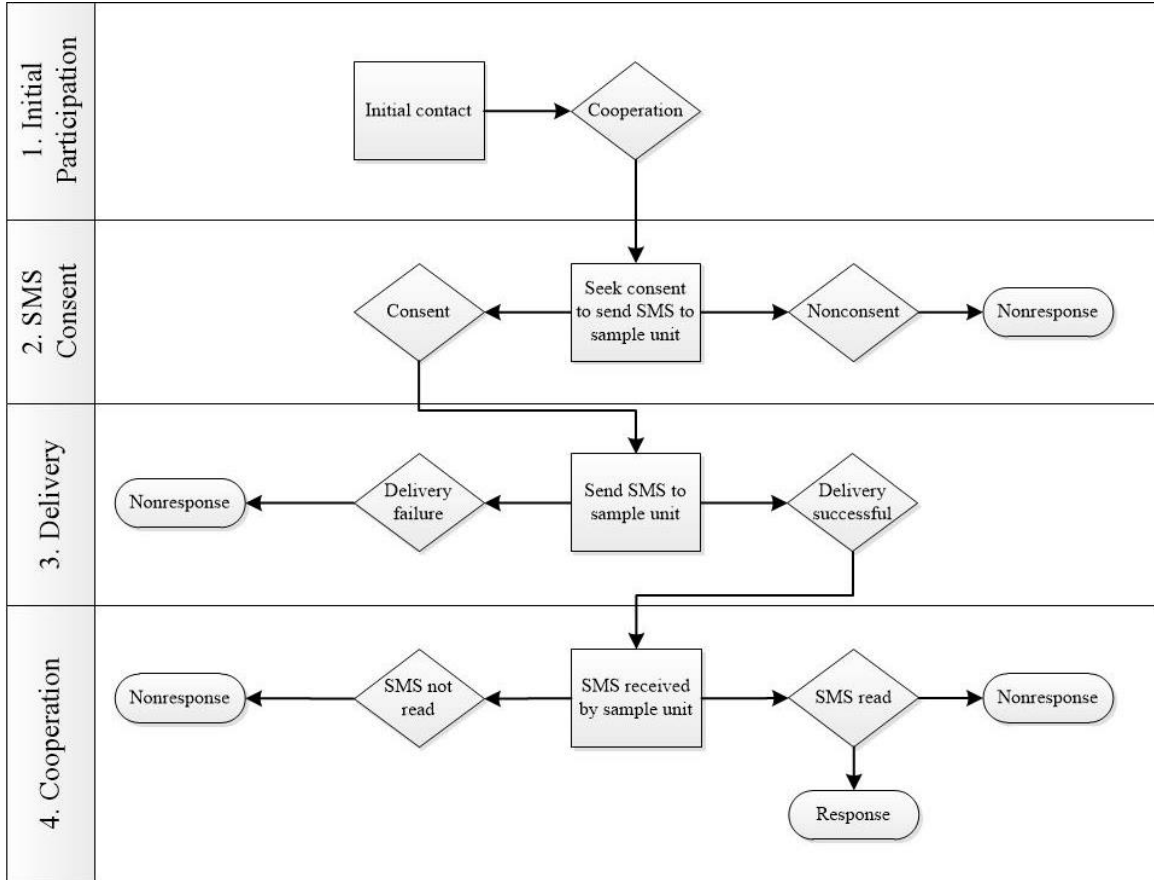 1. Initial
Participation
Initial contact
Cooperation
2. SMS
Consent
Consent
Seek consent
to send SMS to
sample unit
Nonconsent
Nonresponse
3. Delivery
Nonresponse
Delivery
failure
Send SMS to
sample unit
Delivery
successful
4. Cooperation
Nonresponse
SMS not
read
SMS received
by sample unit
SMS read
Nonresponse
Response